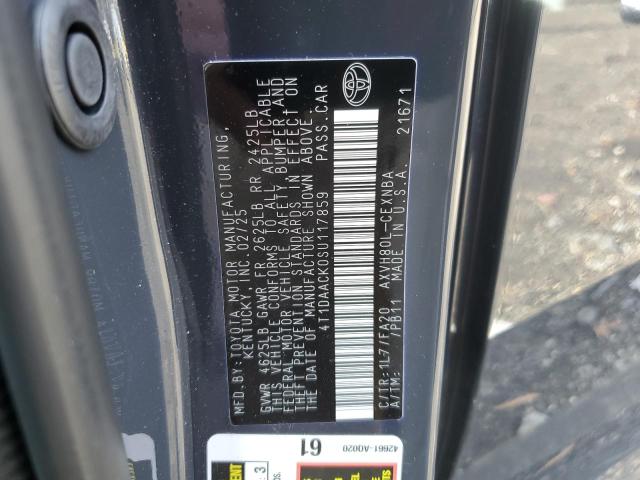 MFD.BY:TOYOTA MOTOR MANUFACTURING,
KENTUCKY, INC. 02/25
GVWR 4625LB GAWR FR 2625LB RR 2425LB
THIS VEHICLE CONFORMS TO ALL APPLICABLE
FEDERAL MOTOR VEHICLE SAFETY, BUMPER, AND
THEFT PREVENTION STANDARDS IN EFFECT ON
THE DATE OF MANUFACTURE SHOWN ABOVE.
4T1DAACK0SU117859 PASS.CAR
C/TR:1L7/FA20 AXVH80L-CEXNBA
A/TM: /PB11 MADE IN U.S.A. 21671
61
42661-AQ020
3